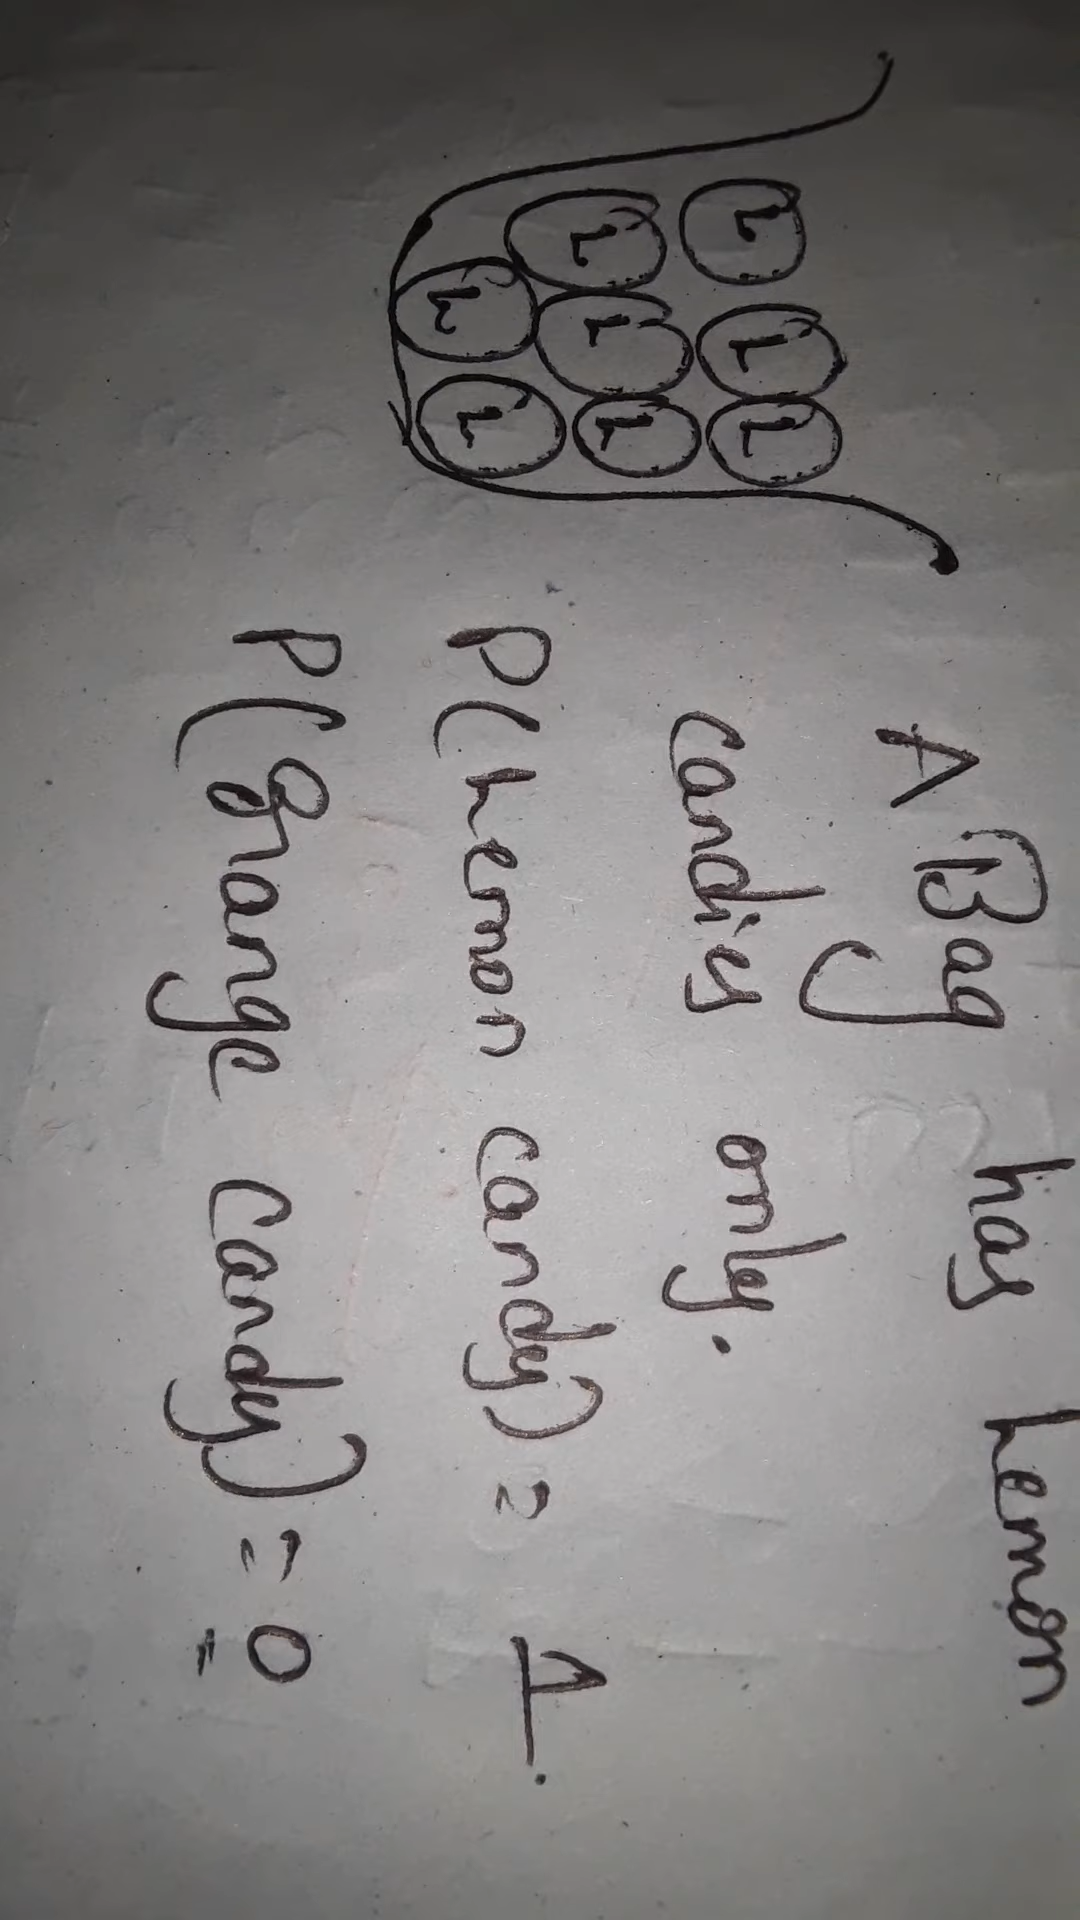 L L L
L L L
L L
A Bag has Lemon
candies only.
P(Lemon candy) = 1.
P(Orange candy) = 0